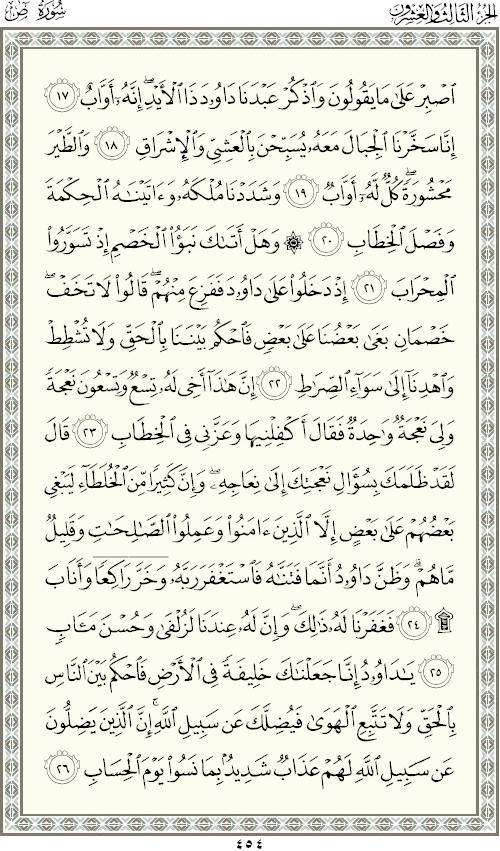 الجزء الثالث والعشرون سورة ص
ٱصْبِرْ عَلَىٰ مَا يَقُولُونَ وَٱذْكُرْ عَبْدَنَا دَاوُۥدَ ذَا ٱلْأَيْدِ ۖ إِنَّهُۥٓ أَوَّابٌ ١٧
إِنَّا سَخَّرْنَا ٱلْجِبَالَ مَعَهُۥ يُسَبِّحْنَ بِٱلْعَشِىِّ وَٱلْإِشْرَاقِ ١٨ وَٱلطَّيْرَ
مَحْشُورَةً ۖ كُلٌّ لَّهُۥٓ أَوَّابٌ ١٩ وَشَدَدْنَا مُلْكَهُۥ وَءَاتَيْنَٰهُ ٱلْحِكْمَةَ
وَفَصْلَ ٱلْخِطَابِ ٢٠ ۞ وَهَلْ أَتَىٰكَ نَبَؤُا۟ ٱلْخَصْمِ إِذْ تَسَوَّرُوا۟
ٱلْمِحْرَابَ ٢١ إِذْ دَخَلُوا۟ عَلَىٰ دَاوُۥدَ فَفَزِعَ مِنْهُمْ ۖ قَالُوا۟ لَا تَخَفْ ۖ
خَصْمَانِ بَغَىٰ بَعْضُنَا عَلَىٰ بَعْضٍ فَٱحْكُم بَيْنَنَا بِٱلْحَقِّ وَلَا تُشْطِطْ
وَٱهْدِنَآ إِلَىٰ سَوَآءِ ٱلصِّرَٰطِ ٢٢ إِنَّ هَٰذَآ أَخِى لَهُۥ تِسْعٌ وَتِسْعُونَ نَعْجَةً
وَلِىَ نَعْجَةٌ وَٰحِدَةٌ فَقَالَ أَكْفِلْنِيهَا وَعَزَّنِى فِى ٱلْخِطَابِ ٢٣ قَالَ
لَقَدْ ظَلَمَكَ بِسُؤَالِ نَعْجَتِكَ إِلَىٰ نِعَاجِهِۦ ۖ وَإِنَّ كَثِيرًا مِّنَ ٱلْخُلَطَآءِ لَيَبْغِى
بَعْضُهُمْ عَلَىٰ بَعْضٍ إِلَّا ٱلَّذِينَ ءَامَنُوا۟ وَعَمِلُوا۟ ٱلصَّٰلِحَٰتِ وَقَلِيلٌ
مَّا هُمْ ۗ وَظَنَّ دَاوُۥدُ أَنَّمَا فَتَنَّٰهُ فَٱسْتَغْفَرَ رَبَّهُۥ وَخَرَّ رَاكِعًا وَأَنَابَ
۩ ٢٤ فَغَفَرْنَا لَهُۥ ذَٰلِكَ ۖ وَإِنَّ لَهُۥ عِندَنَا لَزُلْفَىٰ وَحُسْنَ مَـَٔابٍ
٢٥ يَٰدَاوُۥدُ إِنَّا جَعَلْنَٰكَ خَلِيفَةً فِى ٱلْأَرْضِ فَٱحْكُم بَيْنَ ٱلنَّاسِ
بِٱلْحَقِّ وَلَا تَتَّبِعِ ٱلْهَوَىٰ فَيُضِلَّكَ عَن سَبِيلِ ٱللَّهِ ۚ إِنَّ ٱلَّذِينَ يَضِلُّونَ
عَن سَبِيلِ ٱللَّهِ لَهُمْ عَذَابٌ شَدِيدٌۢ بِمَا نَسُوا۟ يَوْمَ ٱلْحِسَابِ ٢٦
٤٥٤